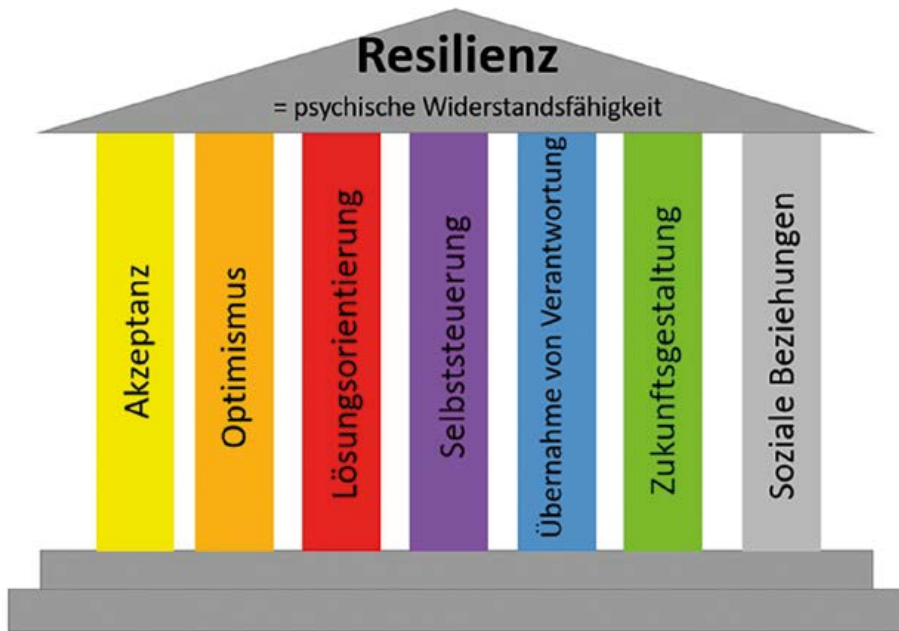 Resilienz
= psychische Widerstandsfähigkeit
Akzeptanz
Optimismus
Lösungsorientierung
Selbststeuerung
Übernahme von Verantwortung
Zukunftsgestaltung
Soziale Beziehungen